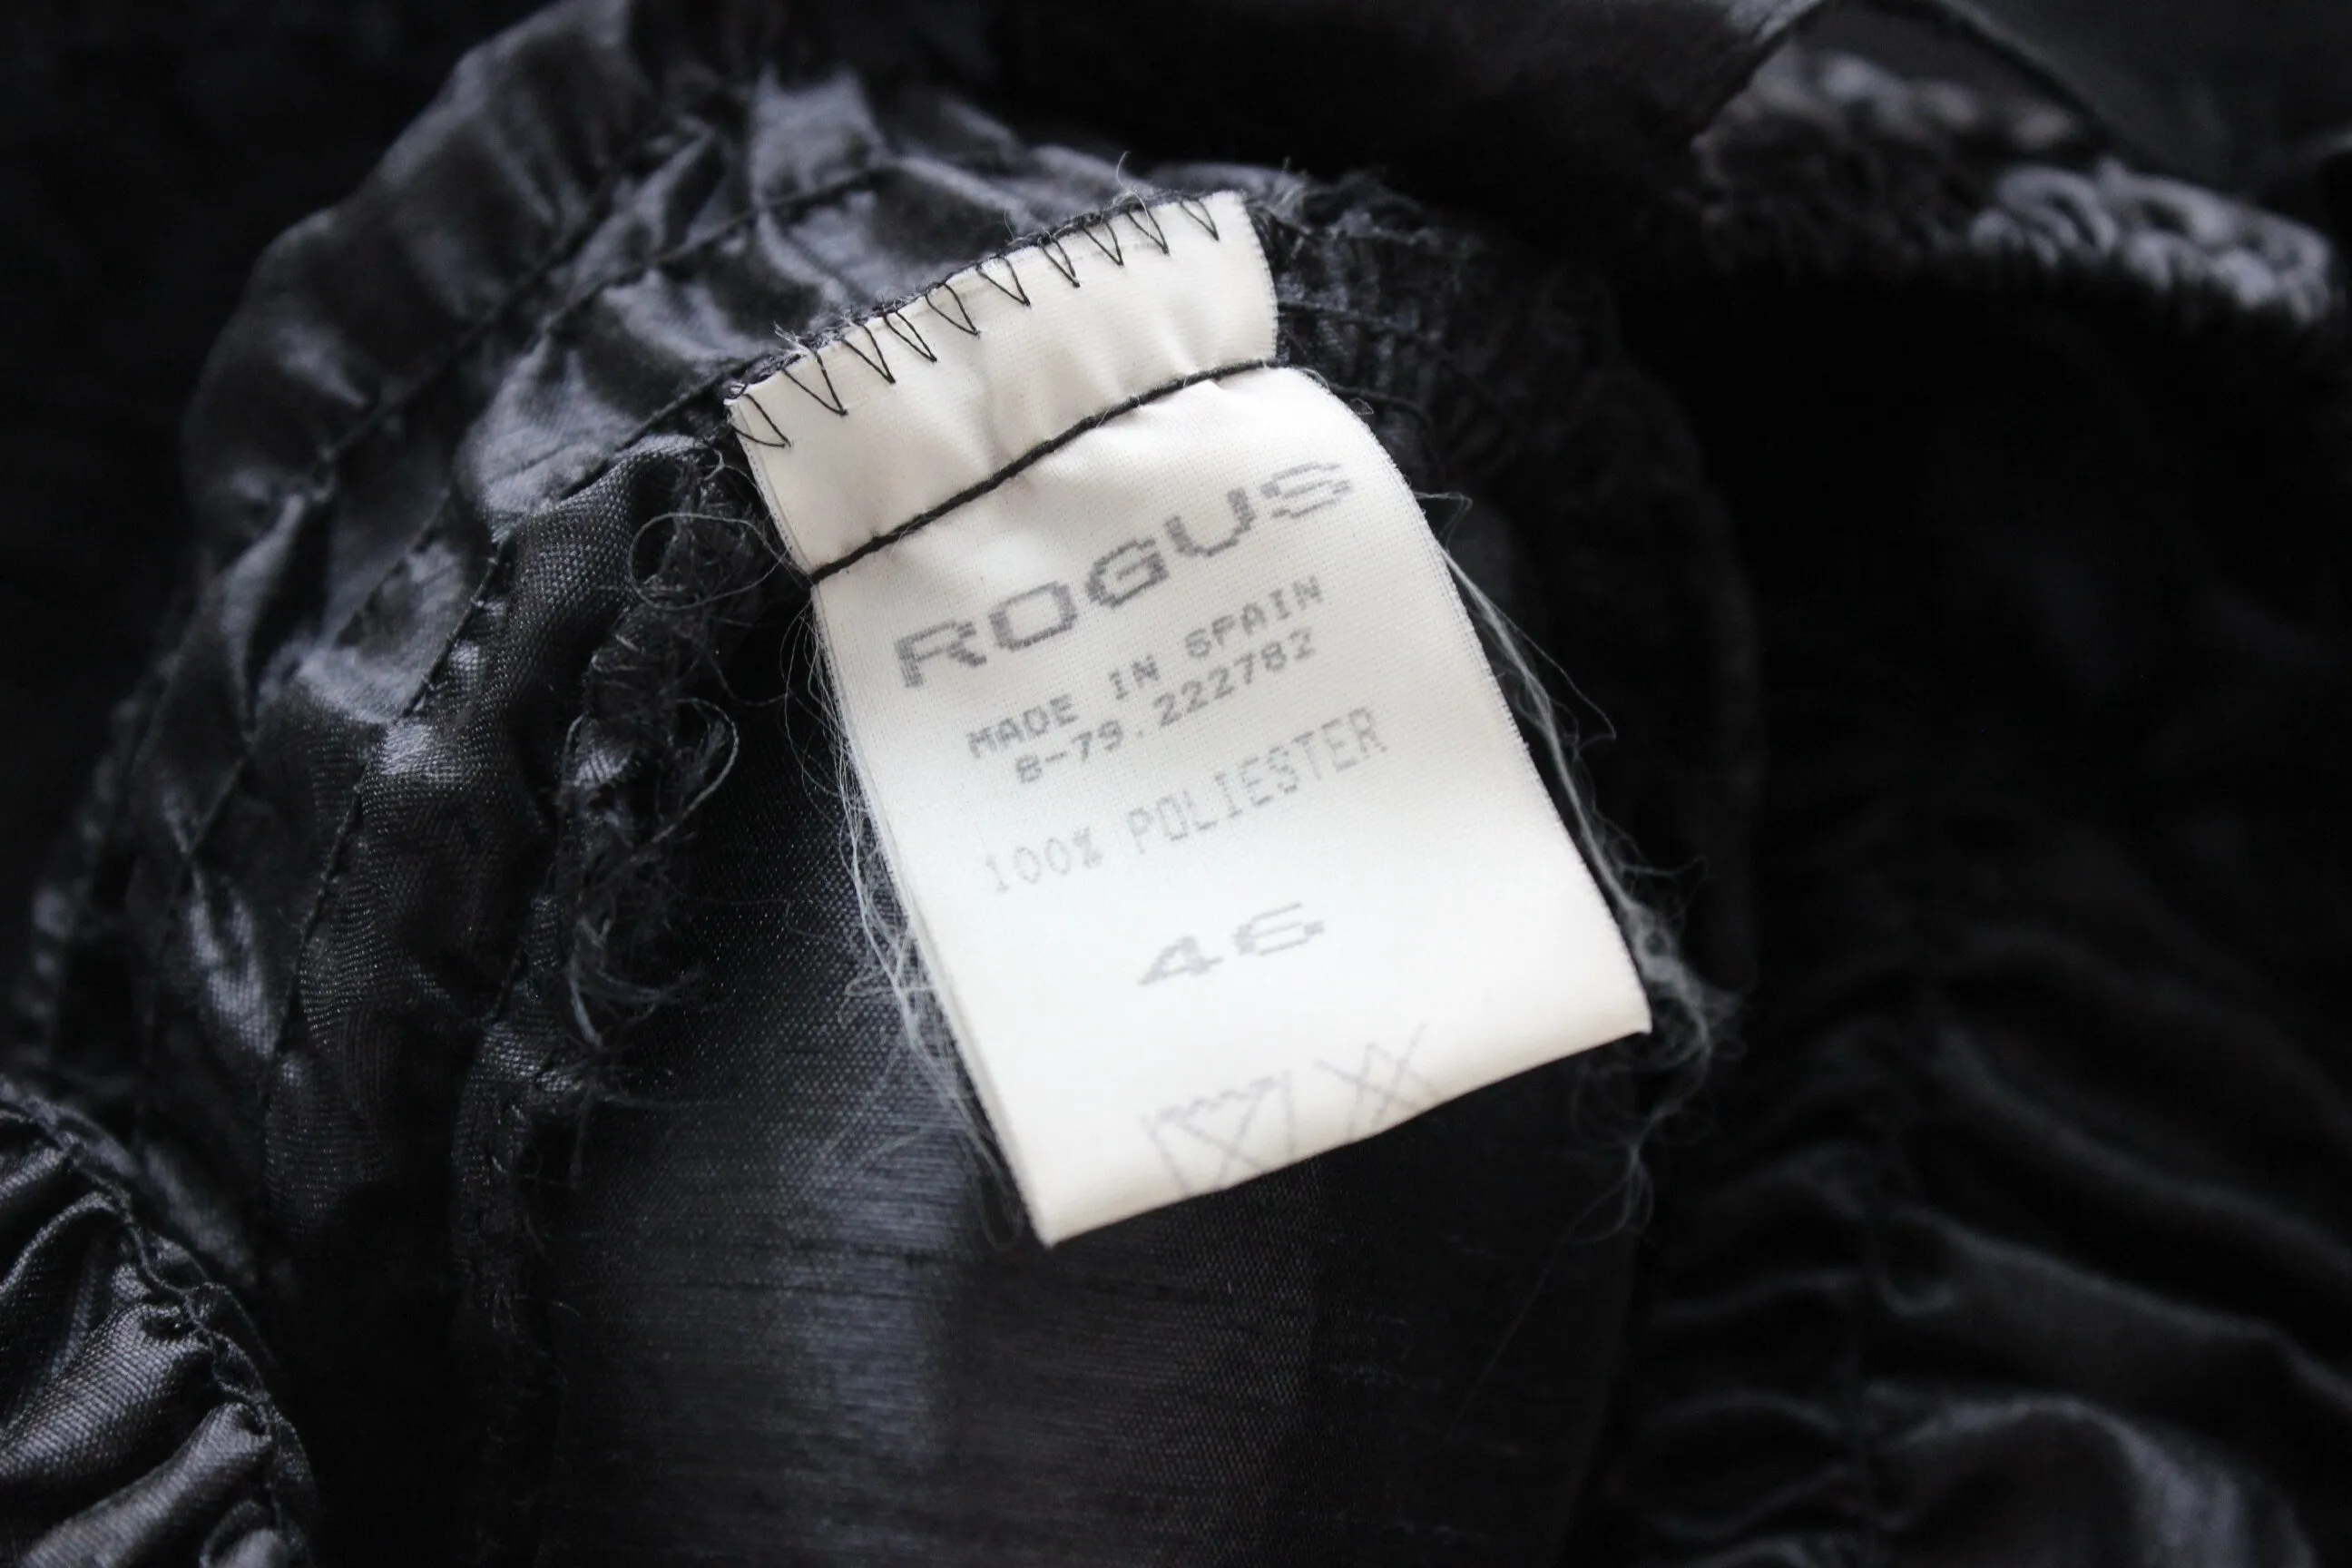 ROGUS
MADE IN SPAIN
B-79.222782
100% POLIESTER
46